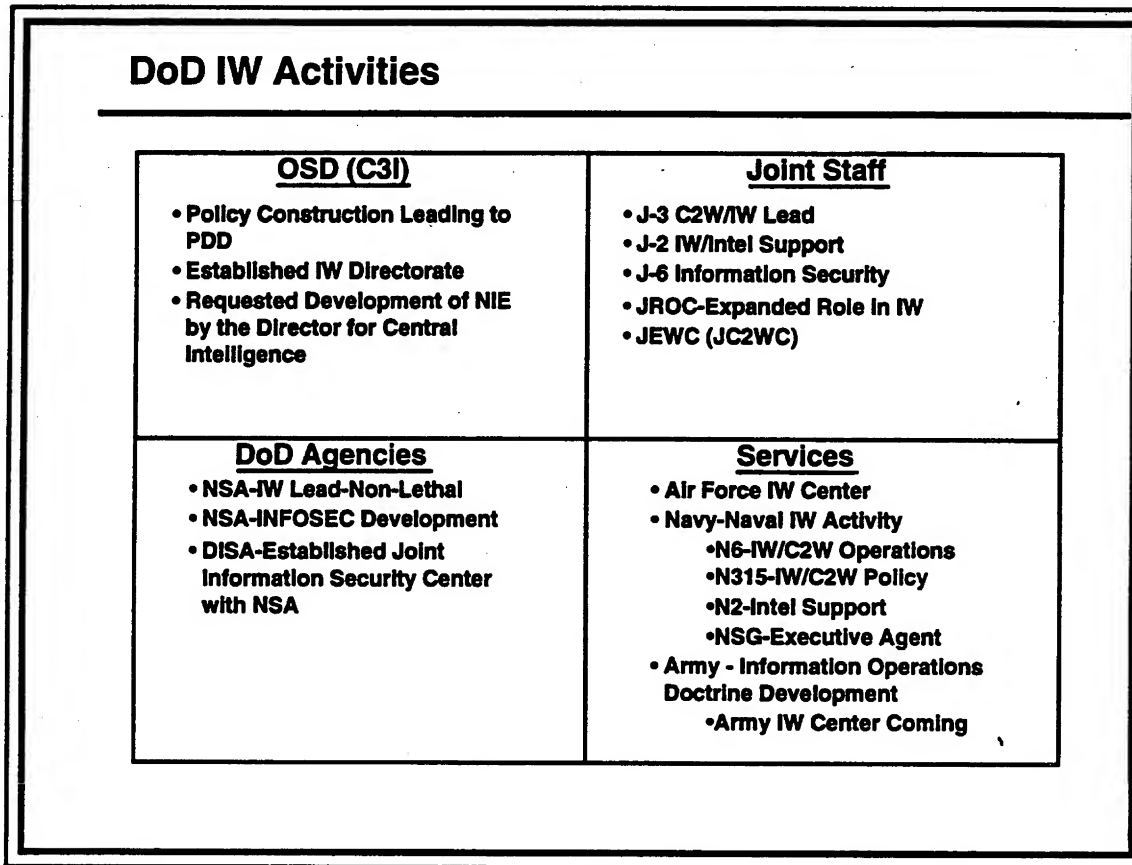 DoD IW Activities
OSD (C3I)
• Policy Construction Leading to
PDD
• Established IW Directorate
• Requested Development of NIE
by the Director for Central
Intelligence
Joint Staff
• J-3 C2W/IW Lead
• J-2 IW/Intel Support
• J-6 Information Security
• JROC-Expanded Role in IW
• JEWC (JC2WC)
DoD Agencies
• NSA-IW Lead-Non-Lethal
• NSA-INFOSEC Development
• DISA-Established Joint
Information Security Center
with NSA
Services
• Air Force IW Center
• Navy-Naval IW Activity
•N6-IW/C2W Operations
•N315-IW/C2W Policy
•N2-Intel Support
•NSG-Executive Agent
• Army - Information Operations
Doctrine Development
•Army IW Center Coming